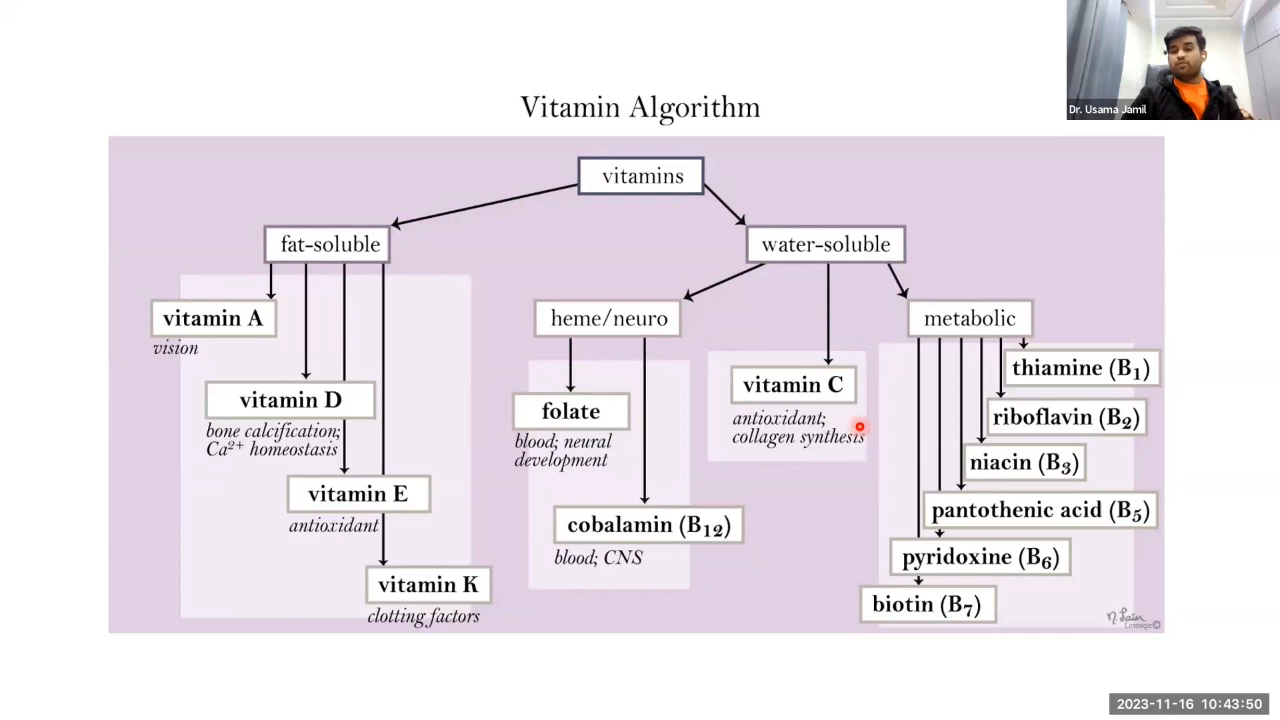 Dr. Usama Jamil
Vitamin Algorithm
vitamins
fat-soluble
water-soluble
vitamin A
vision
vitamin D
bone calcification;
Ca²⁺ homeostasis
vitamin E
antioxidant
vitamin K
clotting factors
heme/neuro
folate
blood; neural
development
cobalamin (B₁₂)
blood; CNS
vitamin C
antioxidant;
collagen synthesis
metabolic
thiamine (B₁)
riboflavin (B₂)
niacin (B₃)
pantothenic acid (B₅)
pyridoxine (B₆)
biotin (B₇)
Lineage©
2023-11-16 10:43:50